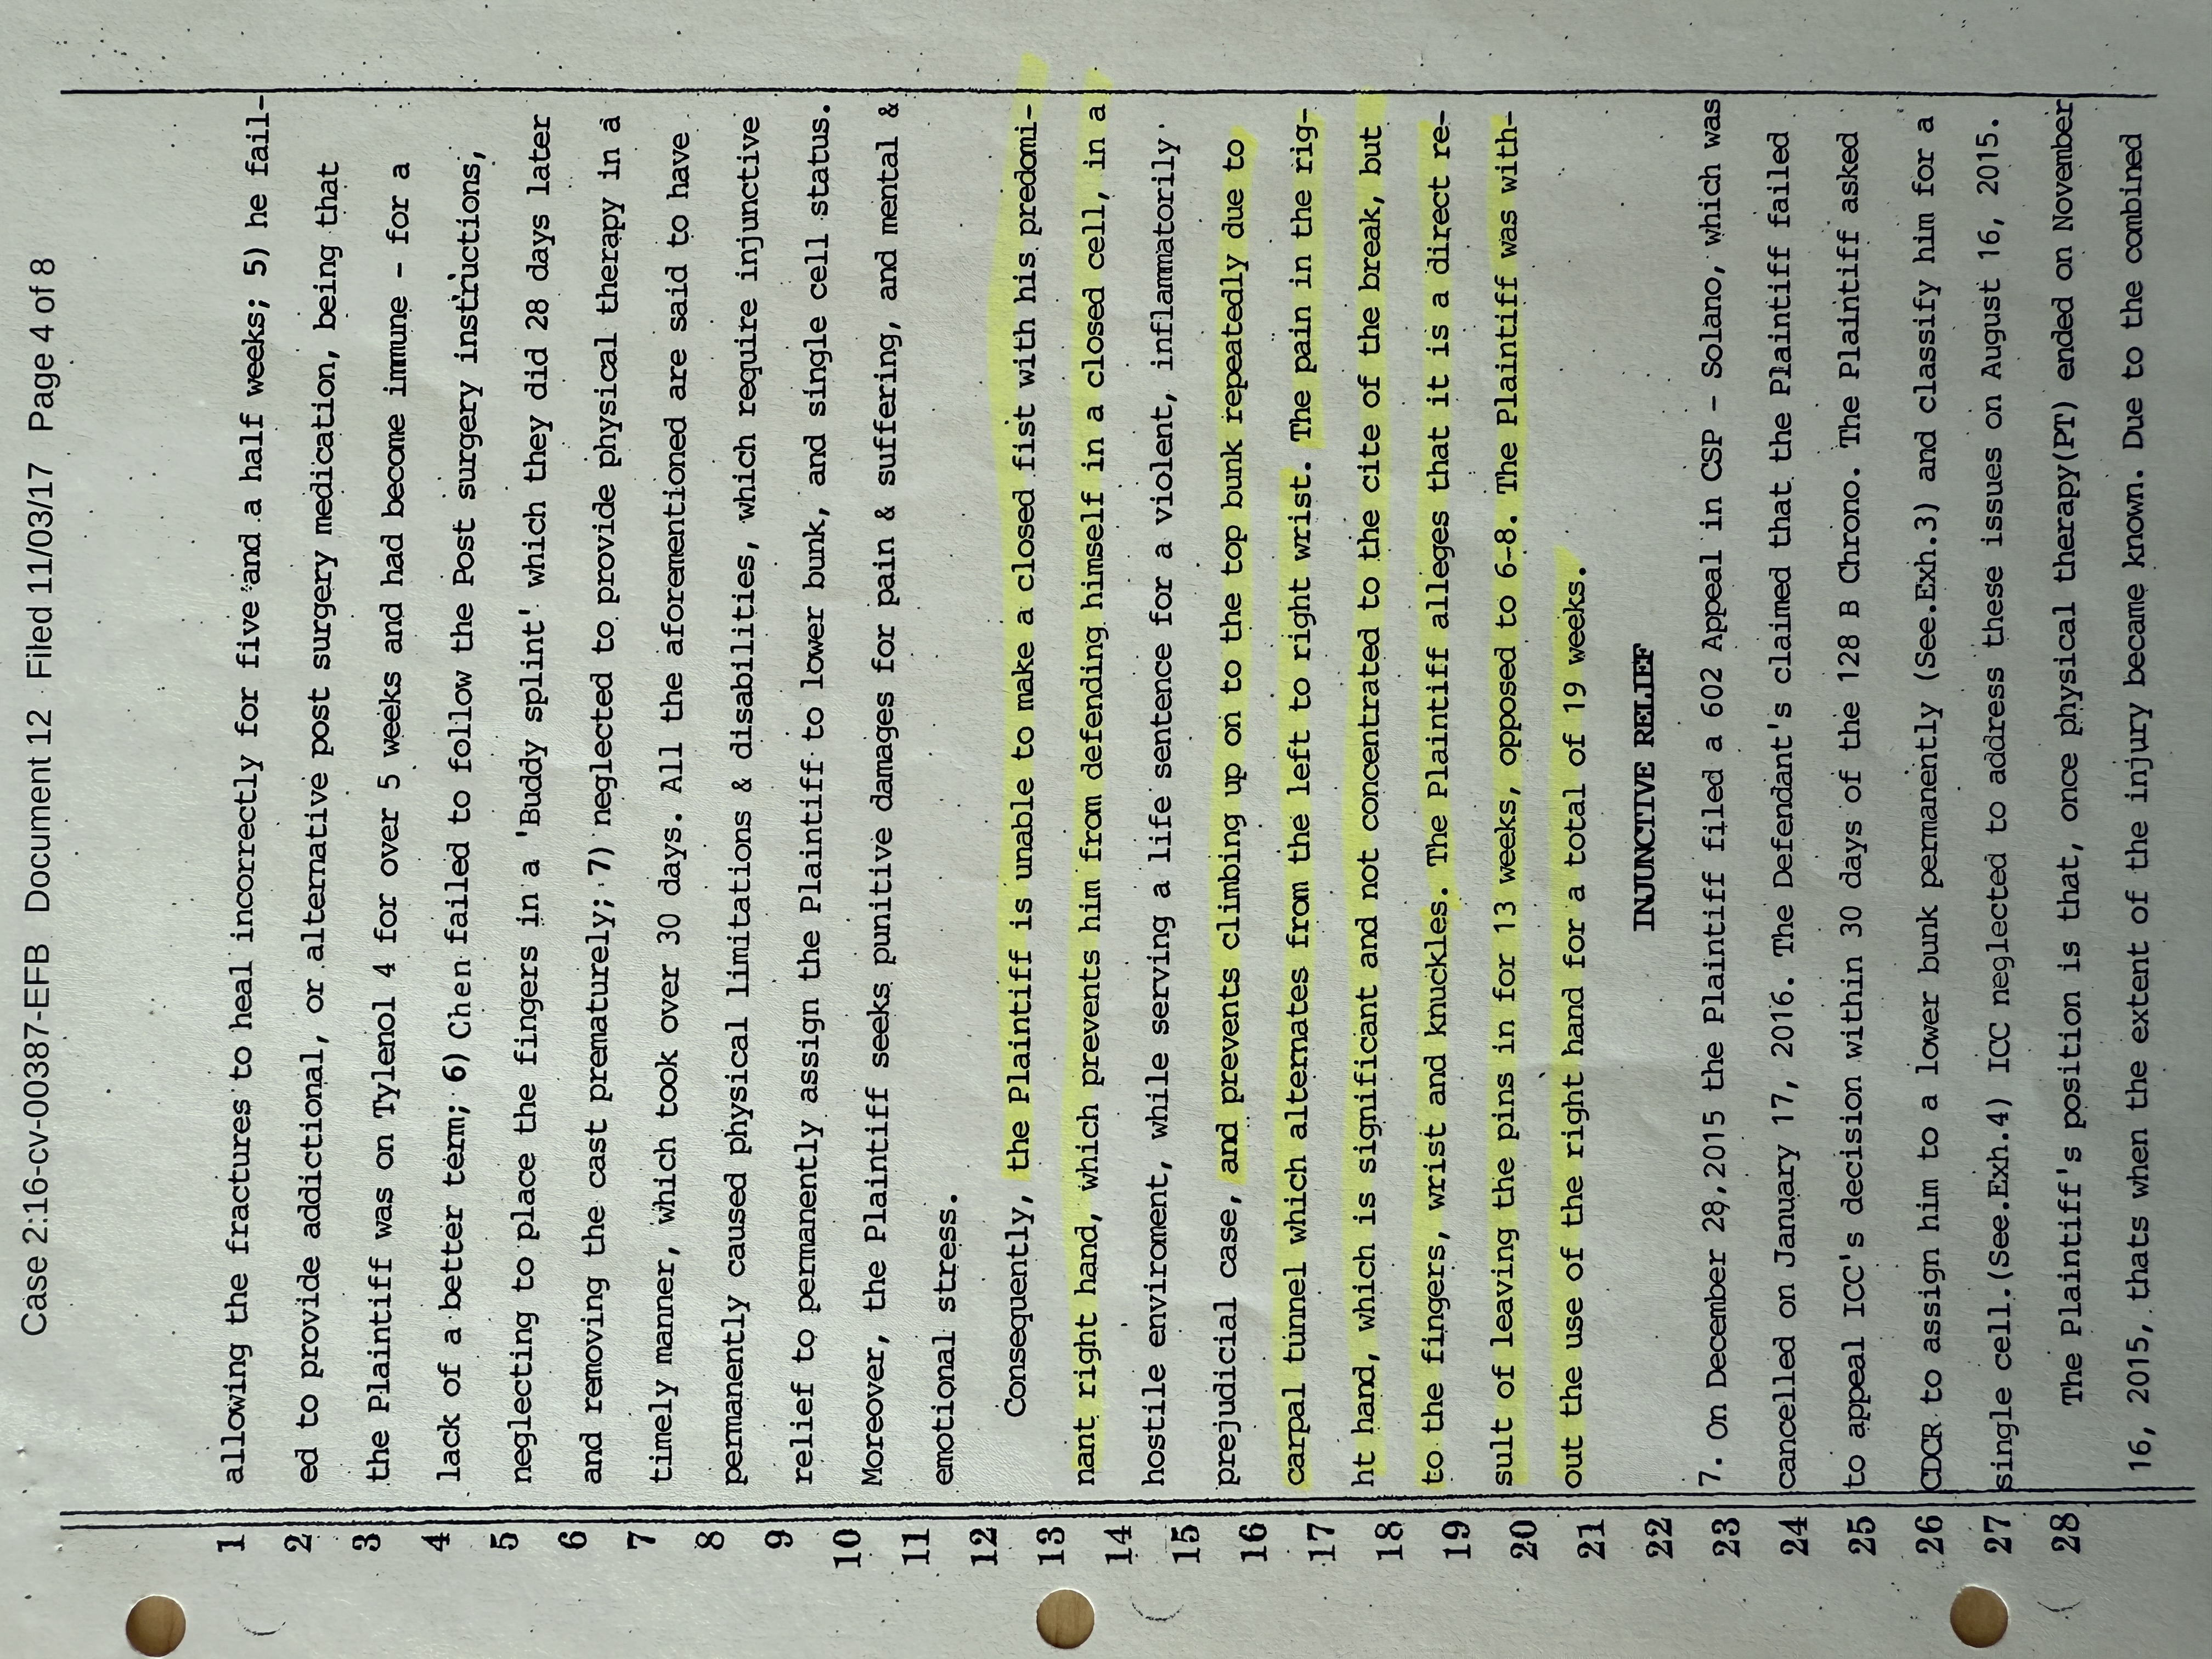 Case 2:16-cv-00387-EFB Document 12 Filed 11/03/17 Page 4 of 8
1 allowing the fractures to heal incorrectly for five and a half weeks; 5) he fail-
2 ed to provide addictional, or alternative post surgery medication, being that
3 the Plaintiff was on Tylenol 4 for over 5 weeks and had become immune - for a
4 lack of a better term; 6) Chen failed to follow the Post surgery instructions,
5 neglecting to place the fingers in a 'Buddy splint' which they did 28 days later
6 and removing the cast prematurely; 7) neglected to provide physical therapy in a
7 timely manner, which took over 30 days. All the aforementioned are said to have
8 permanently caused physical limitations & disabilities, which require injunctive
9 relief to permanently assign the Plaintiff to lower bunk, and single cell status.
10 Moreover, the Plaintiff seeks punitive damages for pain & suffering, and mental &
11 emotional stress.
12 Consequently, the Plaintiff is unable to make a closed fist with his predomi-
13 nant right hand, which prevents him from defending himself in a closed cell, in a
14 hostile enviroment, while serving a life sentence for a violent, inflammatorily
15 prejudicial case, and prevents climbing up on to the top bunk repeatedly due to
16 carpal tunnel which alternates from the left to right wrist. The pain in the rig-
17 ht hand, which is significant and not concentrated to the cite of the break, but
18 to the fingers, wrist and knuckles. The Plaintiff alleges that it is a direct re-
19 sult of leaving the pins in for 13 weeks, opposed to 6-8. The Plaintiff was with-
20 out the use of the right hand for a total of 19 weeks.
21 INJUNCTIVE RELIEF
22 7. On December 28,2015 the Plaintiff filed a 602 Appeal in CSP - Solano, which was
23 cancelled on January 17, 2016. The Defendant's claimed that the Plaintiff failed
24 to appeal ICC's decision within 30 days of the 128 B Chrono. The Plaintiff asked
25 CDCR to assign him to a lower bunk permanently (See.Exh.3) and classify him for a
26 single cell.(See.Exh.4) ICC neglected to address these issues on August 16, 2015.
27 The Plaintiff's position is that, once physical therapy(PT) ended on November
28 16, 2015, thats when the extent of the injury became known. Due to the combined